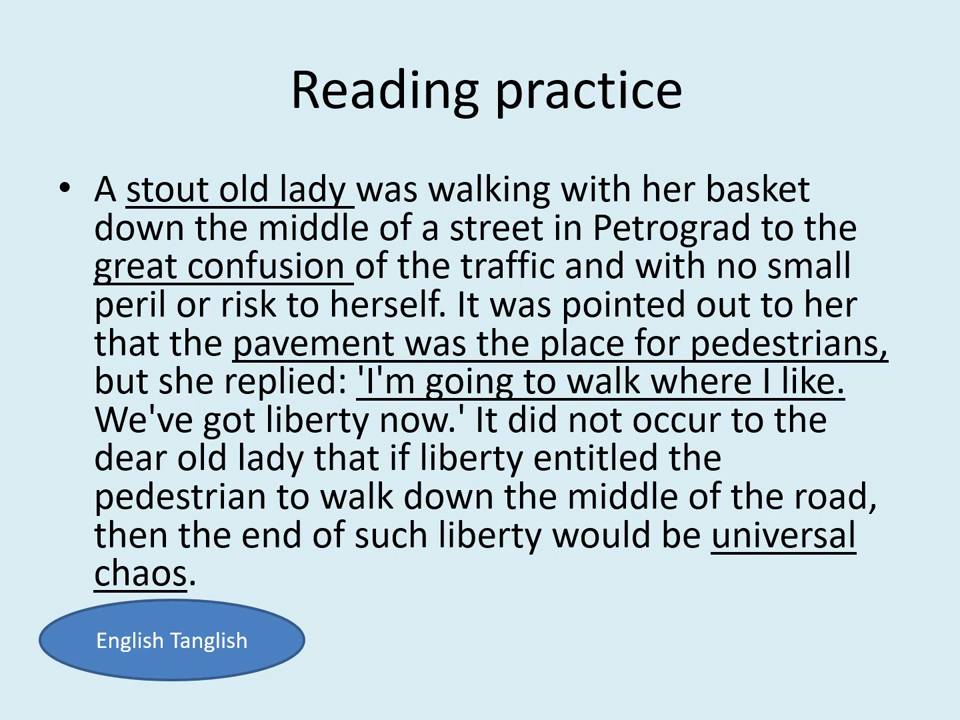 Reading practice
• A stout old lady was walking with her basket
down the middle of a street in Petrograd to the
great confusion of the traffic and with no small
peril or risk to herself. It was pointed out to her
that the pavement was the place for pedestrians,
but she replied: 'I'm going to walk where I like.
We've got liberty now.' It did not occur to the
dear old lady that if liberty entitled the
pedestrian to walk down the middle of the road,
then the end of such liberty would be universal
chaos.
English Tanglish